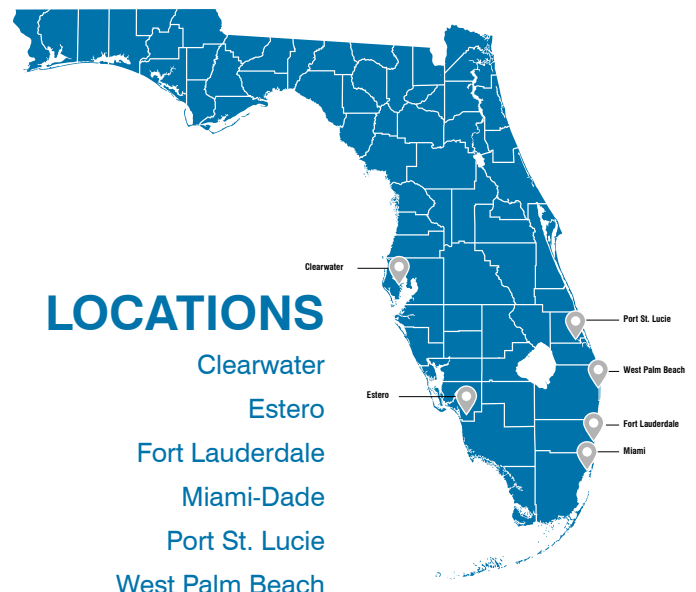 LOCATIONS
Clearwater
Estero
Fort Lauderdale
Miami-Dade
Port St. Lucie
West Palm Beach
Clearwater
Port St. Lucie
West Palm Beach
Estero
Fort Lauderdale
Miami